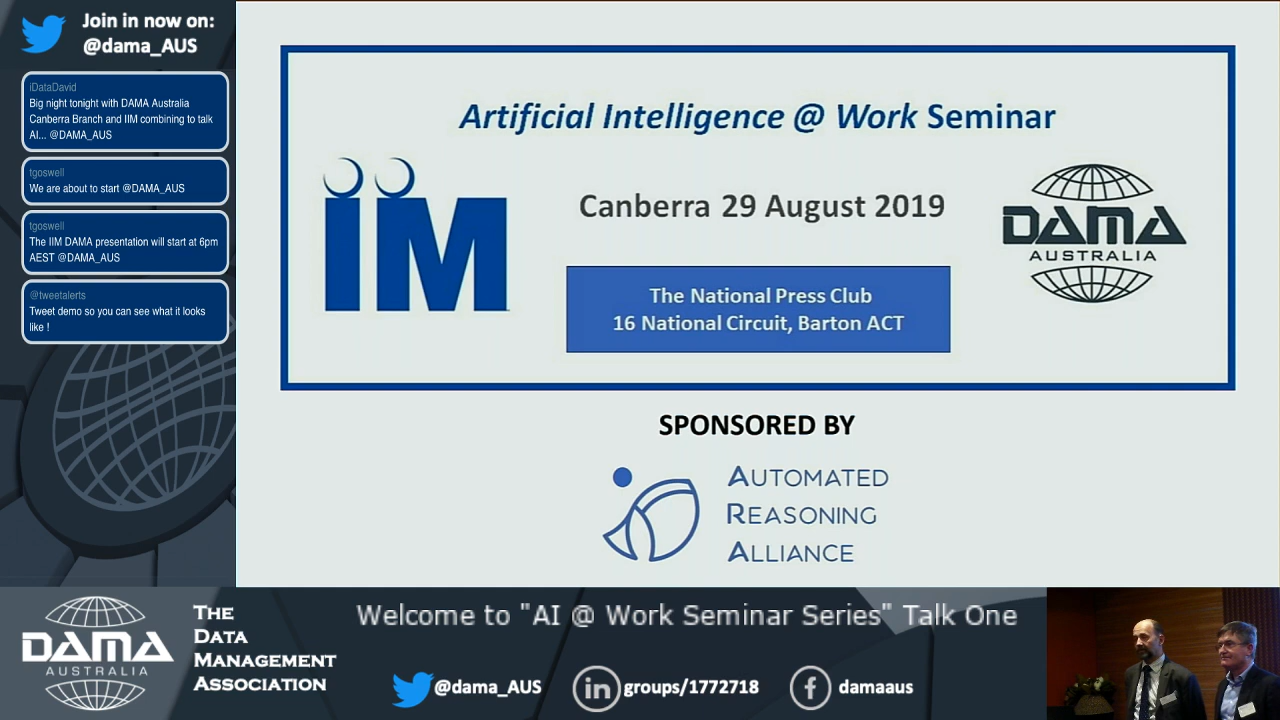 Join in now on:
@dama_AUS
iDataDavid
Big night tonight with DAMA Australia
Canberra Branch and IIM combining to talk
AI... @DAMA_AUS
tgoswell
We are about to start @DAMA_AUS
tgoswell
The IIM DAMA presentation will start at 6pm
AEST @DAMA_AUS
@tweetalerts
Tweet demo so you can see what it looks
like !
Artificial Intelligence @ Work Seminar
IIM
Canberra 29 August 2019
DAMA
AUSTRALIA
The National Press Club
16 National Circuit, Barton ACT
SPONSORED BY
AUTOMATED
REASONING
ALLIANCE
DAMA
AUSTRALIA
THE
DATA
MANAGEMENT
ASSOCIATION
Welcome to "AI @ Work Seminar Series" Talk One
@dama_AUS
in
groups/1772718
f
damaaus